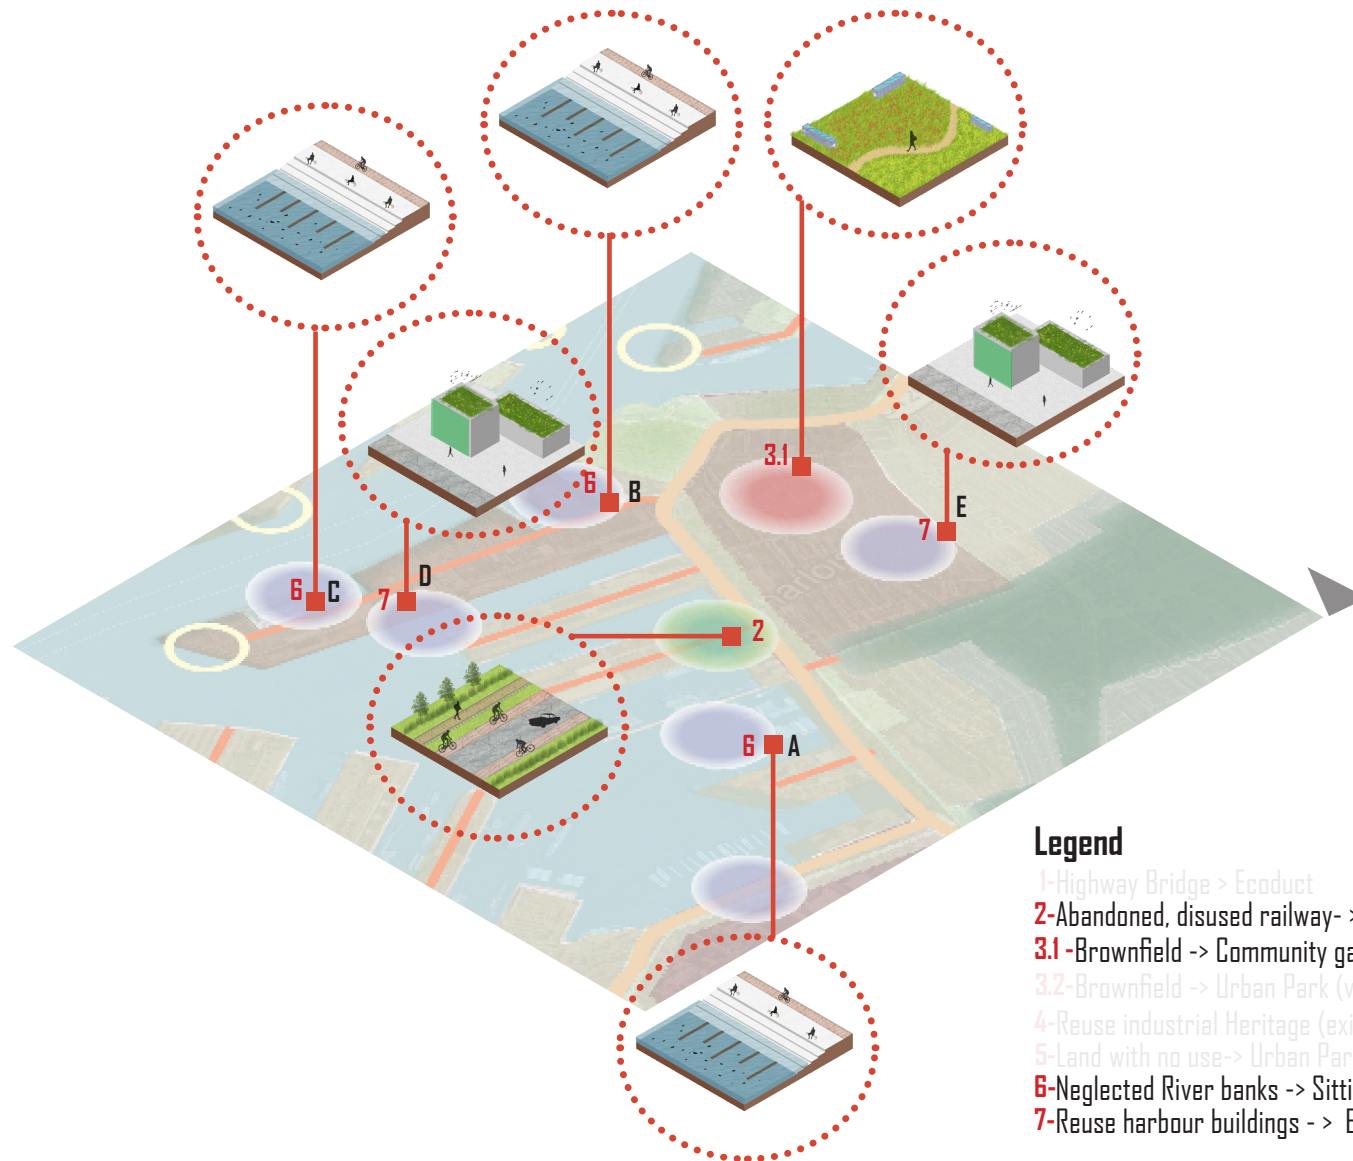 3.1
6 B
E
7
6 C
D
7
2
6 A
Legend
1-Highway Bridge > Ecoduct
2-Abandoned, disused railway- >
3.1 -Brownfield -> Community ga
3.2-Brownfield -> Urban Park (v
4-Reuse industrial Heritage (exi
5-Land with no use-> Urban Par
6-Neglected River banks -> Sitti
7-Reuse harbour buildings - > E